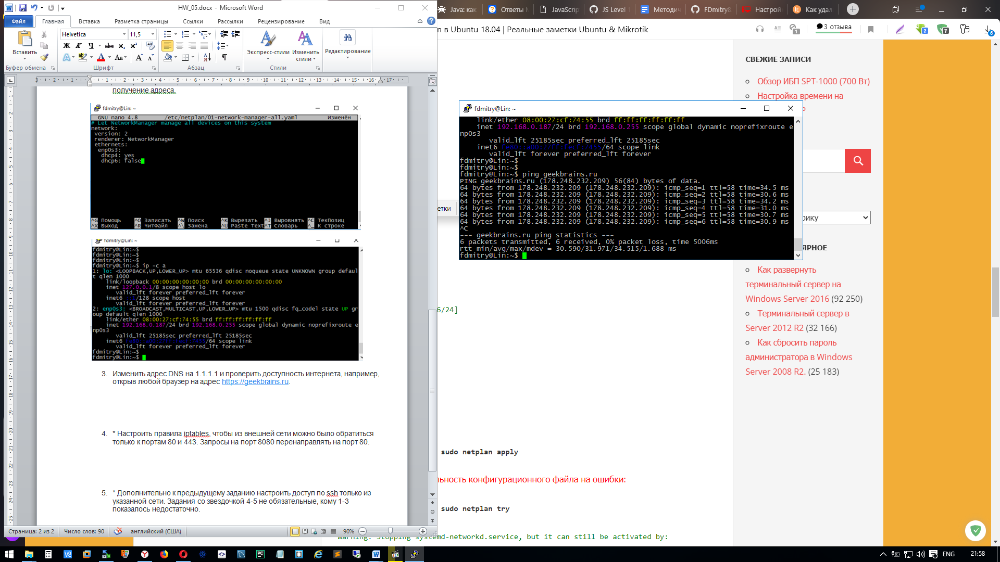 HW_05.docx - Microsoft Word
Файл
Главная
Вставка
Разметка страницы
Ссылки
Рассылки
Рецензирование
Вид
Helvetica
11,5
Вставить
Экспресс-стили
Изменить стили
Редактирование
Буфер обмена
Шрифт
Абзац
Стили
получение адреса.
fdmitry@Lin: ~
GNU nano 4.8 /etc/netplan/01-network-manager-all.yaml Изменён
# Let NetworkManager manage all devices on this system
network:
version: 2
renderer: NetworkManager
ethernets:
enp0s3:
dhcp4: yes
dhcp6: false
^G Помощь ^O Записать ^W Поиск ^K Вырезать ^J Выровнять ^C ТекПозиц
^X Выход ^R ЧитФайл ^\ Замена ^U Paste Text ^T Словарь ^_ К строке
fdmitry@Lin: ~
fdmitry@Lin:~$
fdmitry@Lin:~$
fdmitry@Lin:~$
fdmitry@Lin:~$ ip -c a
1: lo: <LOOPBACK,UP,LOWER_UP> mtu 65536 qdisc noqueue state UNKNOWN group defaul
t qlen 1000
link/loopback 00:00:00:00:00:00 brd 00:00:00:00:00:00
inet 127.0.0.1/8 scope host lo
valid_lft forever preferred_lft forever
inet6 ::1/128 scope host
valid_lft forever preferred_lft forever
2: enp0s3: <BROADCAST,MULTICAST,UP,LOWER_UP> mtu 1500 qdisc fq_codel state UP gr
oup default qlen 1000
link/ether 08:00:27:cf:74:55 brd ff:ff:ff:ff:ff:ff
inet 192.168.0.187/24 brd 192.168.0.255 scope global dynamic noprefixroute e
np0s3
valid_lft 25185sec preferred_lft 25185sec
inet6 fe80::a00:27ff:fecf:7455/64 scope link
valid_lft forever preferred_lft forever
fdmitry@Lin:~$
fdmitry@Lin:~$
3. Изменить адрес DNS на 1.1.1.1 и проверить доступность интернета, например,
открыв любой браузер на адрес https://geekbrains.ru.
4. * Настроить правила iptables, чтобы из внешней сети можно было обратиться
только к портам 80 и 443. Запросы на порт 8080 перенаправлять на порт 80.
5. * Дополнительно к предыдущему заданию настроить доступ по ssh только из
указанной сети. Задания со звездочкой 4-5 не обязательные, кому 1-3
показалось недостаточно.
Страница: 2 из 2
Число слов: 90
английский (США)
90%
Java: как
Ответы М
JavaScrip
JS Level 1
Методич
FDmitry8
Настрой
Как удал
n в Ubuntu 18.04 | Реальные заметки Ubuntu & Mikrotik
3 отзыва
fdmitry@Lin: ~
link/ether 08:00:27:cf:74:55 brd ff:ff:ff:ff:ff:ff
inet 192.168.0.187/24 brd 192.168.0.255 scope global dynamic noprefixroute e
np0s3
valid_lft 25185sec preferred_lft 25185sec
inet6 fe80::a00:27ff:fecf:7455/64 scope link
valid_lft forever preferred_lft forever
fdmitry@Lin:~$
fdmitry@Lin:~$
fdmitry@Lin:~$ ping geekbrains.ru
PING geekbrains.ru (178.248.232.209) 56(84) bytes of data.
64 bytes from 178.248.232.209 (178.248.232.209): icmp_seq=1 ttl=58 time=34.5 ms
64 bytes from 178.248.232.209 (178.248.232.209): icmp_seq=2 ttl=58 time=30.6 ms
64 bytes from 178.248.232.209 (178.248.232.209): icmp_seq=3 ttl=58 time=34.2 ms
64 bytes from 178.248.232.209 (178.248.232.209): icmp_seq=4 ttl=58 time=31.0 ms
64 bytes from 178.248.232.209 (178.248.232.209): icmp_seq=5 ttl=58 time=30.7 ms
64 bytes from 178.248.232.209 (178.248.232.209): icmp_seq=6 ttl=58 time=30.9 ms
^C
--- geekbrains.ru ping statistics ---
6 packets transmitted, 6 received, 0% packet loss, time 5006ms
rtt min/avg/max/mdev = 30.590/31.971/34.515/1.688 ms
fdmitry@Lin:~$
етки
6/24]
sudo netplan apply
льность конфигурационного файла на ошибки:
sudo netplan try
Warning: Stopping systemd-networkd.service, but it can still be activated by:
СВЕЖИЕ ЗАПИСИ
Обзор ИБП SPT-1000 (700 Вт)
Настройка времени на
рику
ЯРНОЕ
Как развернуть
терминальный сервер на
Windows Server 2016 (92 250)
Терминальный сервер в
Server 2012 R2 (32 166)
Как сбросить пароль
администратора в Windows
Server 2008 R2. (25 183)
ENG
21:58